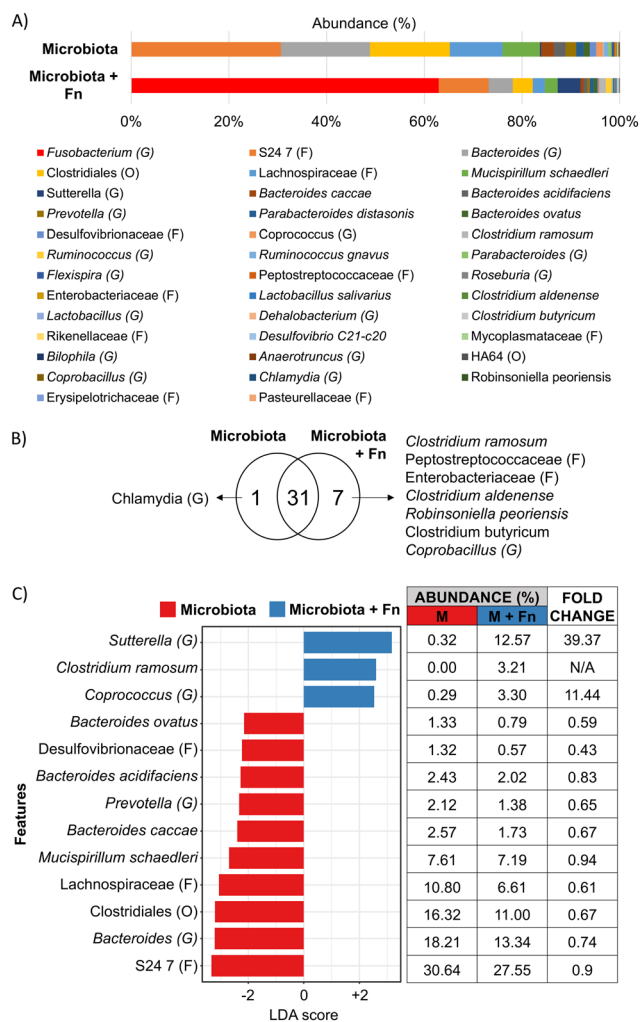 A)
Abundance (%)
Microbiota
Microbiota +
Fn
0% 20% 40% 60% 80% 100%
Fusobacterium (G) S24 7 (F) Bacteroides (G)
Clostridiales (O) Lachnospiraceae (F) Mucispirillum schaedleri
Sutterella (G) Bacteroides caccae Bacteroides acidifaciens
Prevotella (G) Parabacteroides distasonis Bacteroides ovatus
Desulfovibrionaceae (F) Coprococcus (G) Clostridium ramosum
Ruminococcus (G) Ruminococcus gnavus Parabacteroides (G)
Flexispira (G) Peptostreptococcaceae (F) Roseburia (G)
Enterobacteriaceae (F) Lactobacillus salivarius Clostridium aldenense
Lactobacillus (G) Dehalobacterium (G) Clostridium butyricum
Rikenellaceae (F) Desulfovibrio C21-c20 Mycoplasmataceae (F)
Bilophila (G) Anaerotruncus (G) HA64 (O)
Coprobacillus (G) Chlamydia (G) Robinsoniella peoriensis
Erysipelotrichaceae (F) Pasteurellaceae (F)
B)
Microbiota Microbiota
+ Fn
Chlamydia (G) 1 31 7
Clostridium ramosum
Peptostreptococcaceae (F)
Enterobacteriaceae (F)
Clostridium aldenense
Robinsoniella peoriensis
Clostridium butyricum
Coprobacillus (G)
C)
Microbiota Microbiota + Fn
ABUNDANCE (%) FOLD
M M + Fn CHANGE
Sutterella (G) 0.32 12.57 39.37
Clostridium ramosum 0.00 3.21 N/A
Coprococcus (G) 0.29 3.30 11.44
Bacteroides ovatus 1.33 0.79 0.59
Desulfovibrionaceae (F) 1.32 0.57 0.43
Bacteroides acidifaciens 2.43 2.02 0.83
Prevotella (G) 2.12 1.38 0.65
Bacteroides caccae 2.57 1.73 0.67
Mucispirillum schaedleri 7.61 7.19 0.94
Lachnospiraceae (F) 10.80 6.61 0.61
Clostridiales (O) 16.32 11.00 0.67
Bacteroides (G) 18.21 13.34 0.74
S24 7 (F) 30.64 27.55 0.9
Features
-2 0 +2
LDA score